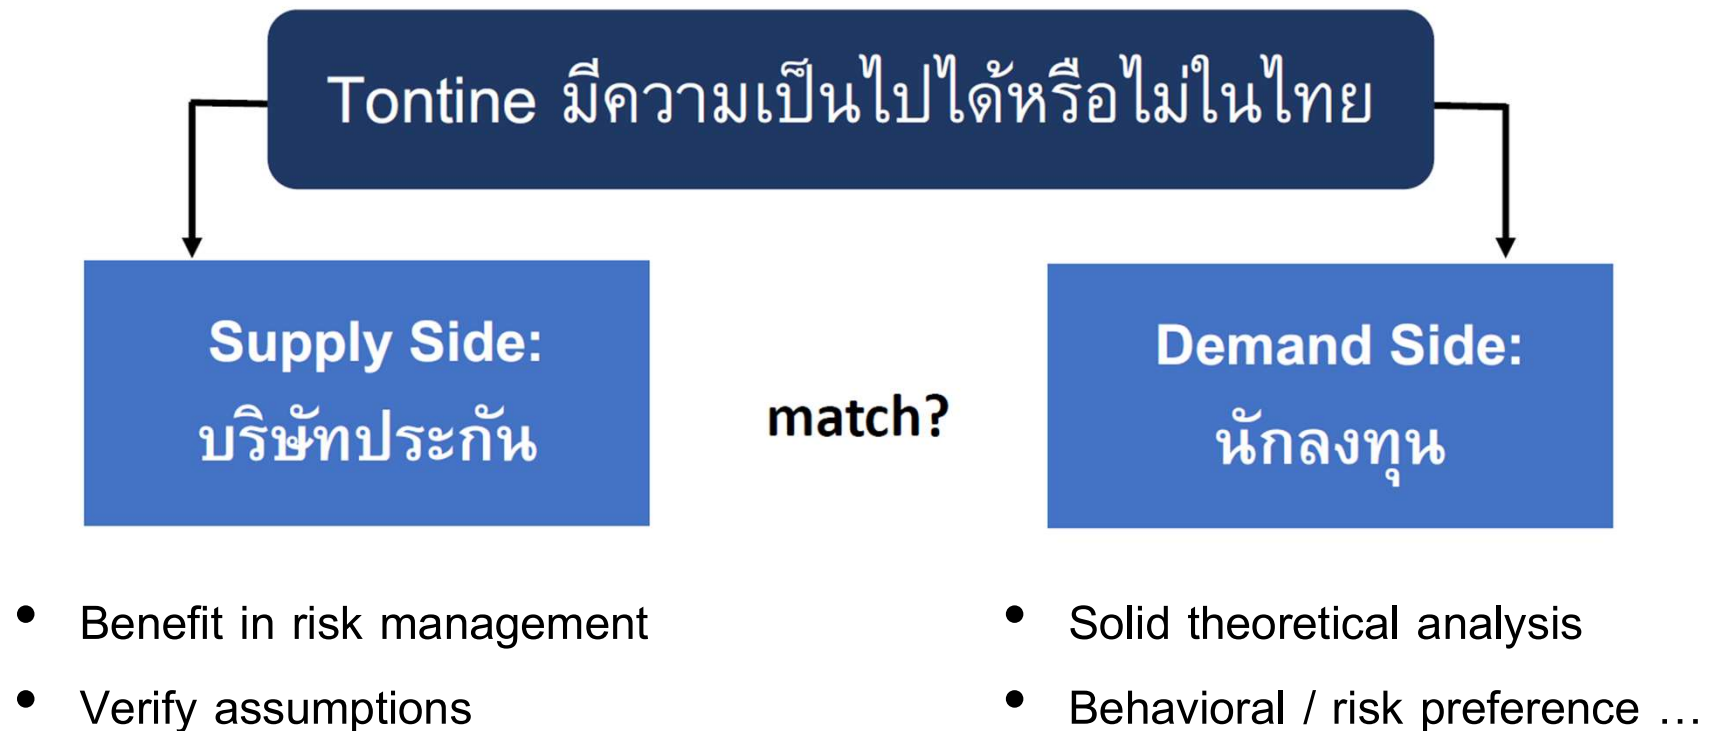 Tontine มีความเป็นไปได้หรือไม่ในไทย
Supply Side:
บริษัทประกัน
match?
Demand Side:
นักลงทุน
• Benefit in risk management
• Verify assumptions
• Solid theoretical analysis
• Behavioral / risk preference ...